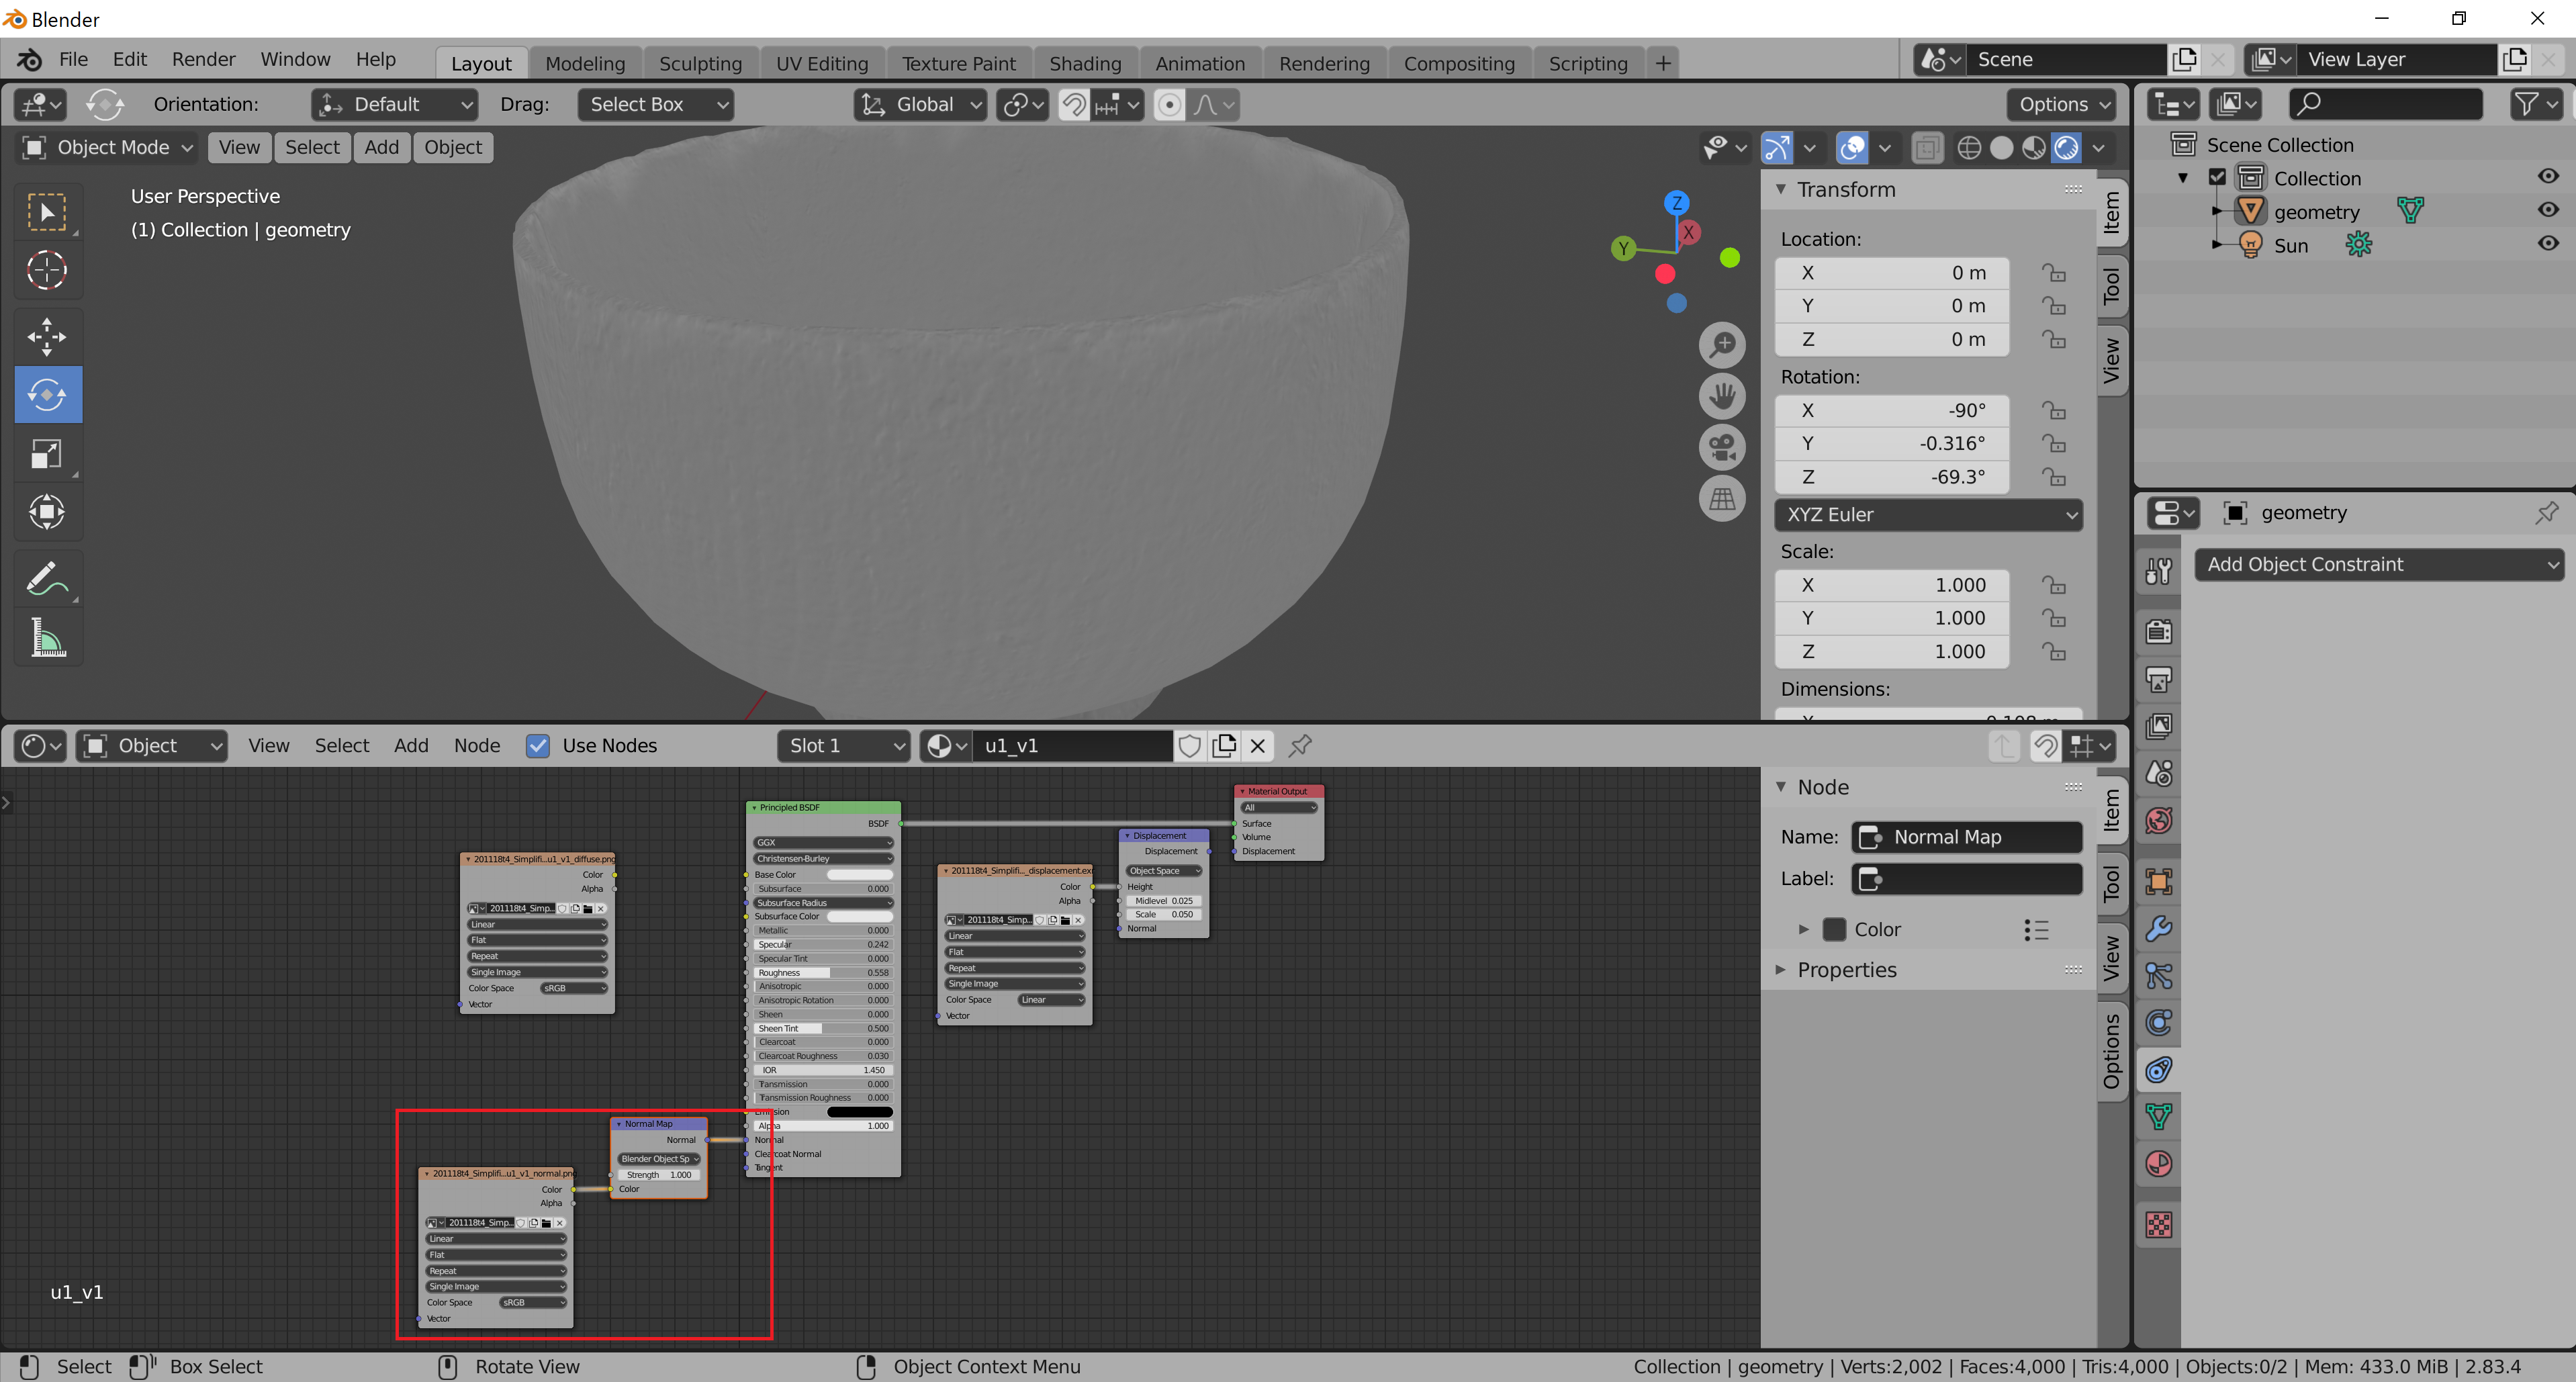 Blender
File Edit Render Window Help Layout Modeling Sculpting UV Editing Texture Paint Shading Animation Rendering Compositing Scripting + Scene View Layer
Orientation: Default Drag: Select Box Global Options
Object Mode View Select Add Object
User Perspective
(1) Collection | geometry
Z
X
Y
Transform
Location:
X 0 m
Y 0 m
Z 0 m
Rotation:
X -90°
Y -0.316°
Z -69.3°
XYZ Euler
Scale:
X 1.000
Y 1.000
Z 1.000
Dimensions:
Item
Tool
View
Scene Collection
Collection
geometry
Sun
geometry
Add Object Constraint
Object View Select Add Node Use Nodes Slot 1 u1_v1
201118t4_Simplifi...u1_v1_diffuse.png
Color
Alpha
201118t4_Simp...
Linear
Flat
Repeat
Single Image
Color Space sRGB
Vector
Principled BSDF
BSDF
GGX
Christensen-Burley
Base Color
Subsurface 0.000
Subsurface Radius
Subsurface Color
Metallic 0.000
Specular 0.242
Specular Tint 0.000
Roughness 0.558
Anisotropic 0.000
Anisotropic Rotation 0.000
Sheen 0.000
Sheen Tint 0.500
Clearcoat 0.000
Clearcoat Roughness 0.030
IOR 1.450
Transmission 0.000
Transmission Roughness 0.000
Emission
Alpha 1.000
Normal
Clearcoat Normal
Tangent
201118t4_Simplifi..._displacement.exr
Color
Alpha
201118t4_Simp...
Linear
Flat
Repeat
Single Image
Color Space Linear
Vector
Displacement
Displacement
Object Space
Height
Midlevel 0.025
Scale 0.050
Normal
Material Output
All
Surface
Volume
Displacement
Normal Map
Normal
Blender Object Sp
Strength 1.000
Color
201118t4_Simplifi...u1_v1_normal.png
Color
Alpha
201118t4_Simp...
Linear
Flat
Repeat
Single Image
Color Space sRGB
Vector
u1_v1
Node
Name: Normal Map
Label:
Color
Properties
Item
Tool
View
Options
Select Box Select Rotate View Object Context Menu Collection | geometry | Verts:2,002 | Faces:4,000 | Tris:4,000 | Objects:0/2 | Mem: 433.0 MiB | 2.83.4